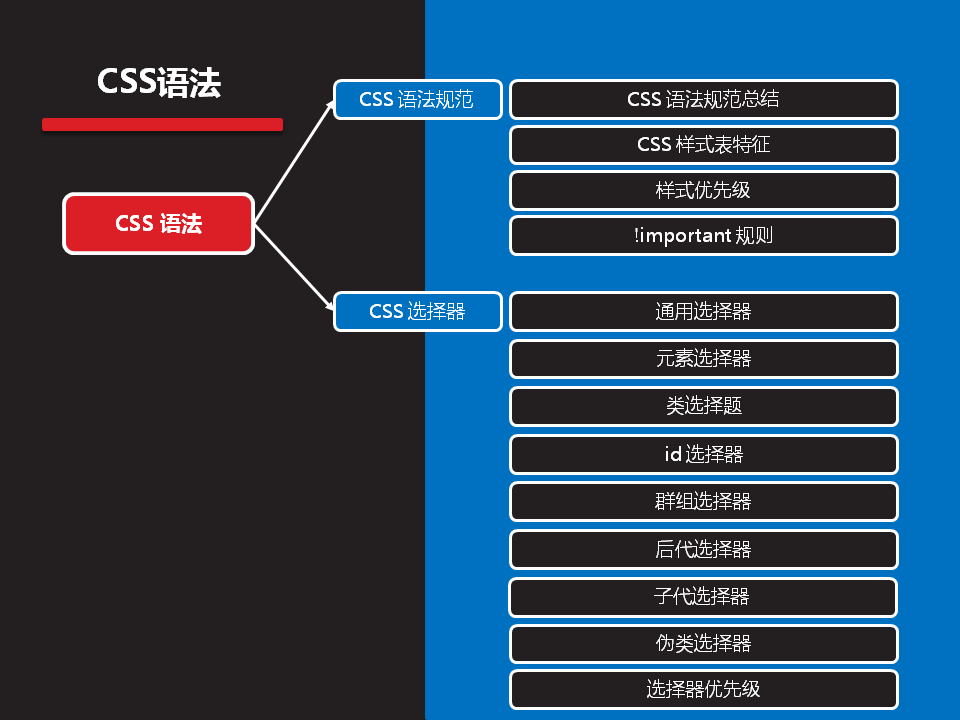 CSS语法
CSS 语法
CSS 语法规范
CSS 语法规范总结
CSS 样式表特征
样式优先级
!important 规则
CSS 选择器
通用选择器
元素选择器
类选择题
id 选择器
群组选择器
后代选择器
子代选择器
伪类选择器
选择器优先级